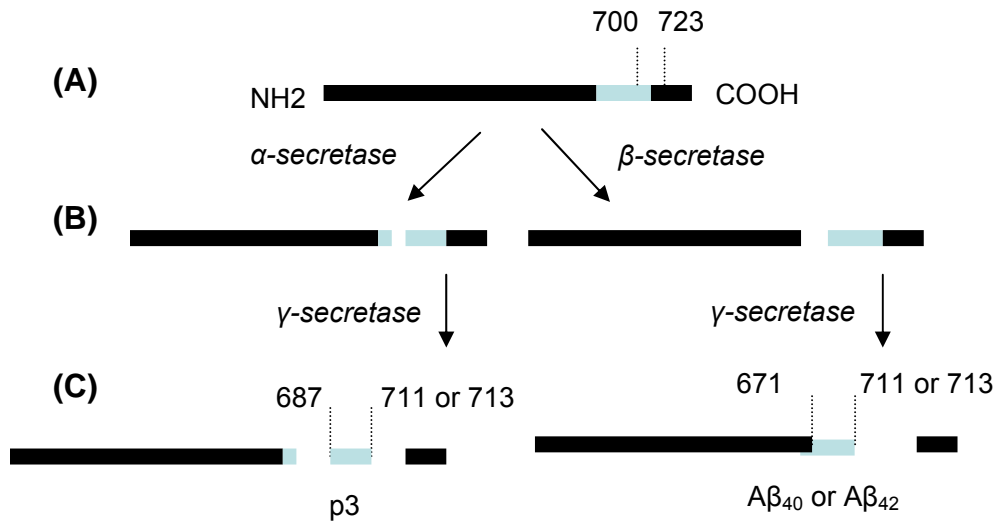 700 723
(A)
NH2 COOH
α-secretase β-secretase
(B)
γ-secretase γ-secretase
(C) 687 711 or 713 671 711 or 713
p3 Aβ40 or Aβ42